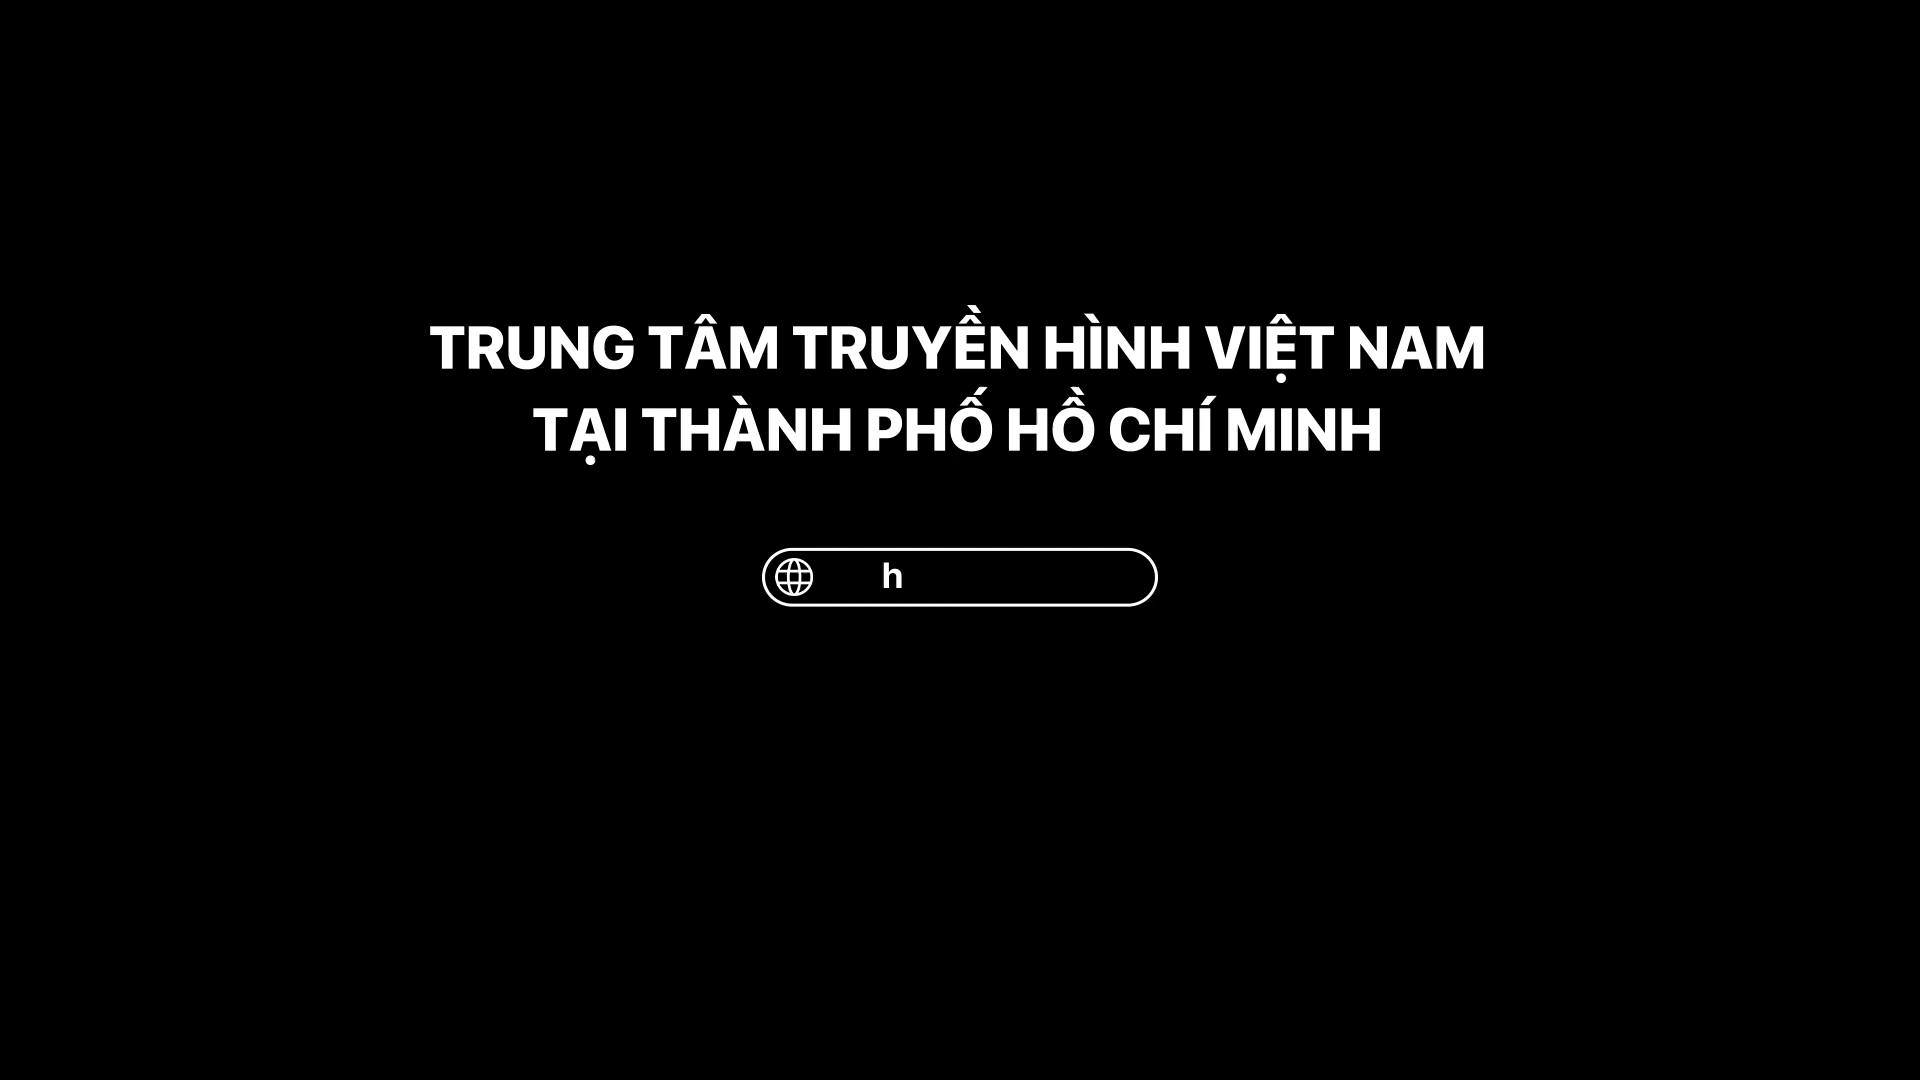 TRUNG TÂM TRUYỀN HÌNH VIỆT NAM
TẠI THÀNH PHỐ HỒ CHÍ MINH
h